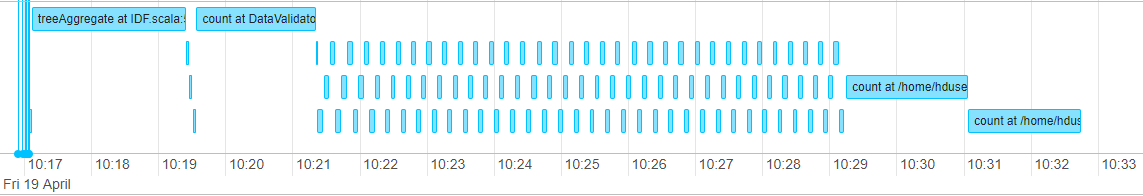 treeAggregate at IDF.scala:5
count at DataValidato
count at /home/hduse
count at /home/hdus
10:17 10:18 10:19 10:20 10:21 10:22 10:23 10:24 10:25 10:26 10:27 10:28 10:29 10:30 10:31 10:32 10:33
Fri 19 April